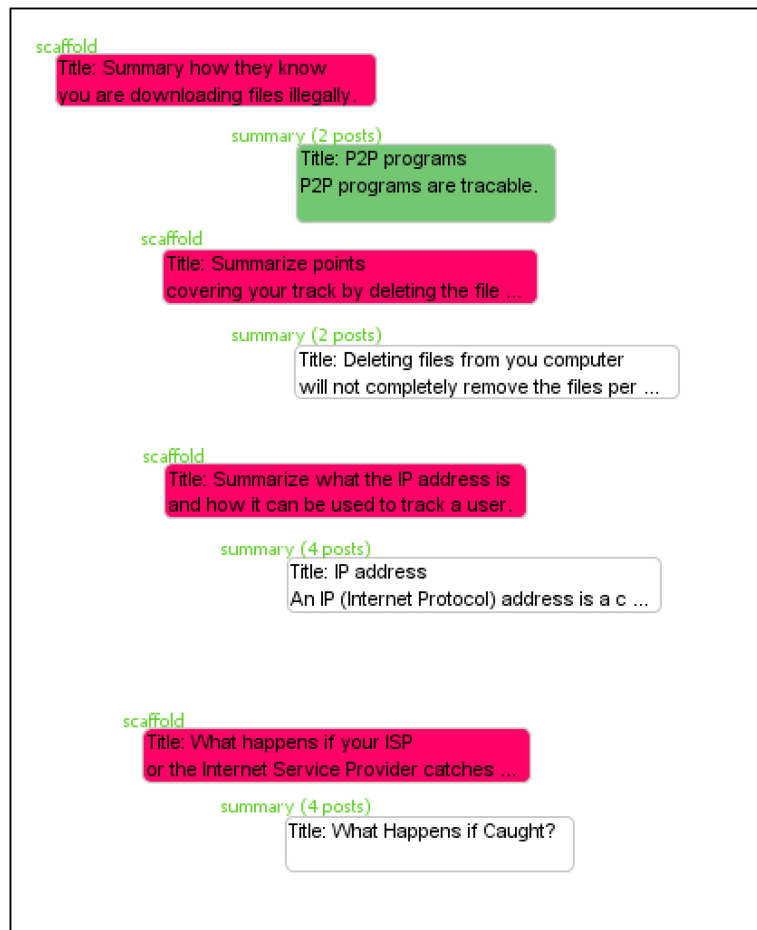 scaffold
Title: Summary how they know
you are downloading files illegally.
summary (2 posts)
Title: P2P programs
P2P programs are tracable.
scaffold
Title: Summarize points
covering your track by deleting the file ...
summary (2 posts)
Title: Deleting files from you computer
will not completely remove the files per ...
scaffold
Title: Summarize what the IP address is
and how it can be used to track a user.
summary (4 posts)
Title: IP address
An IP (Internet Protocol) address is a c ...
scaffold
Title: What happens if your ISP
or the Internet Service Provider catches ...
summary (4 posts)
Title: What Happens if Caught?